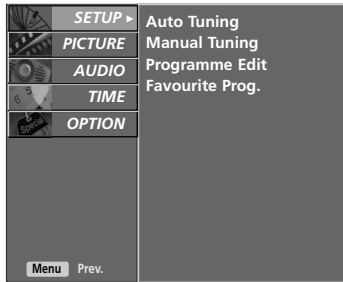 SETUP ▸
PICTURE
AUDIO
TIME
OPTION
Auto Tuning
Manual Tuning
Programme Edit
Favourite Prog.
Menu Prev.